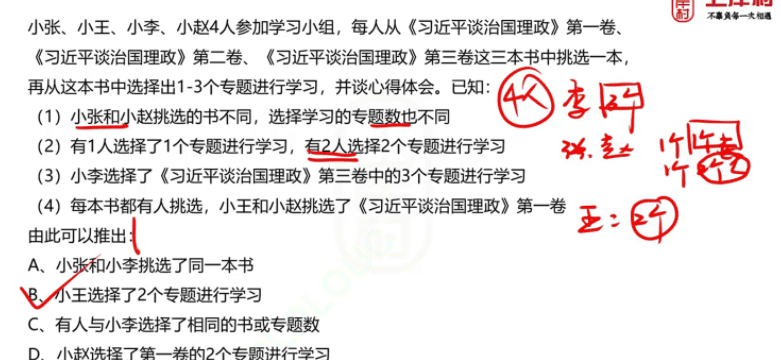 上岸村
不辜负每一天相遇
小张、小王、小李、小赵4人参加学习小组，每人从《习近平谈治国理政》第一卷、
《习近平谈治国理政》第二卷、《习近平谈治国理政》第三卷这三本书中挑选一本，
再从这本书中选择出1-3个专题进行学习，并谈心得体会。已知：
4人 李 2个
（1）小张和小赵挑选的书不同，选择学习的专题数也不同
（2）有1人选择了1个专题进行学习，有2人选择2个专题进行学习
张.赵 1个
1个
（3）小李选择了《习近平谈治国理政》第三卷中的3个专题进行学习
（4）每本书都有人挑选，小王和小赵挑选了《习近平谈治国理政》第一卷
王：2个
由此可以推出：
A、小张和小李挑选了同一本书
B、小王选择了2个专题进行学习
C、有人与小李选择了相同的书或专题数
D、小赵选择了第一卷的2个专题进行学习